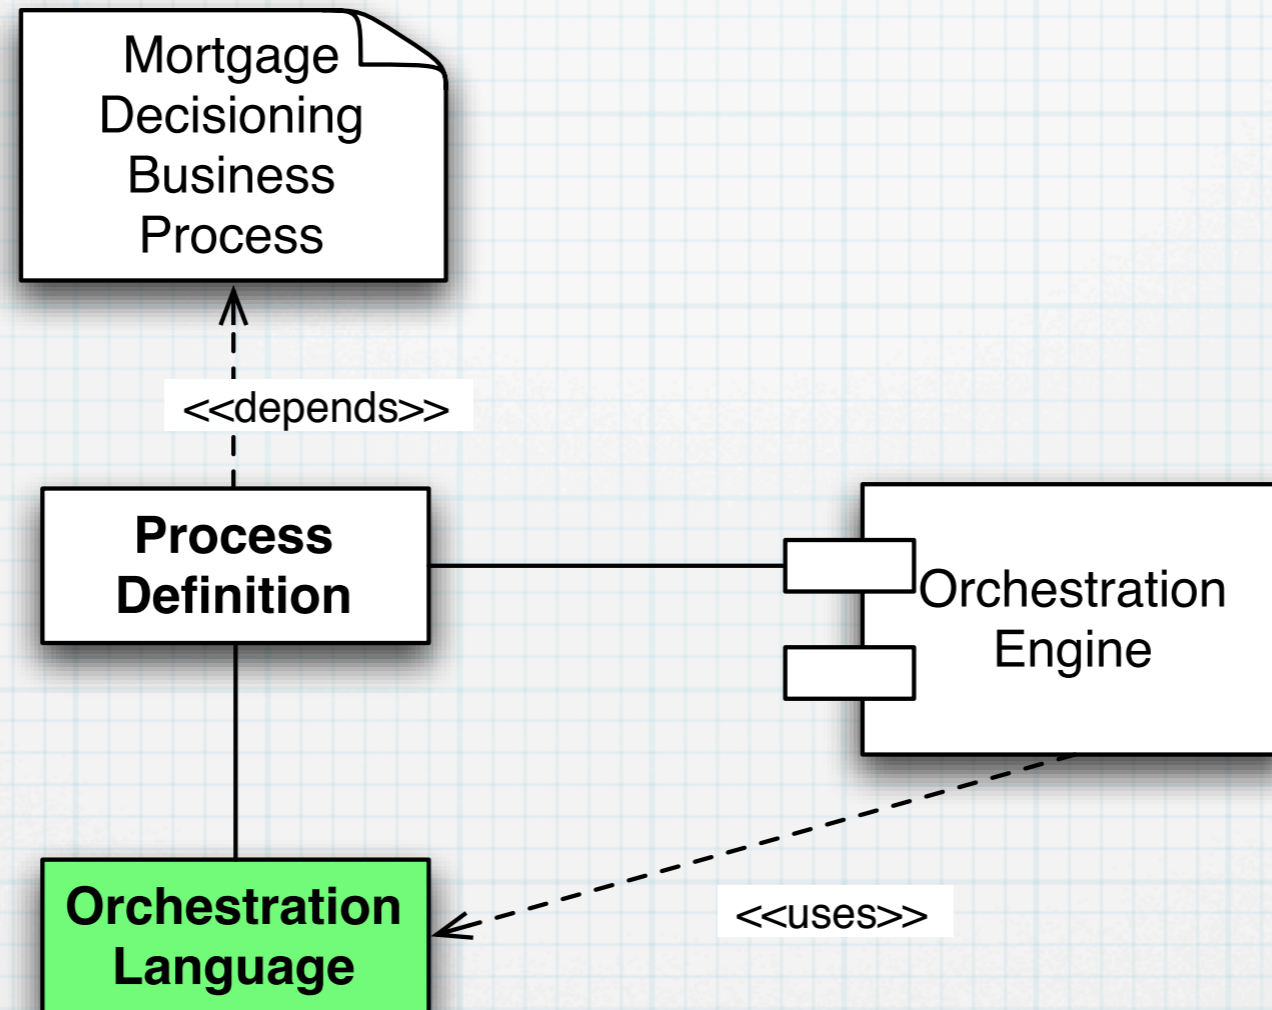 Mortgage
Decisioning
Business
Process
<<depends>>
Process
Definition
Orchestration
Engine
<<uses>>
Orchestration
Language